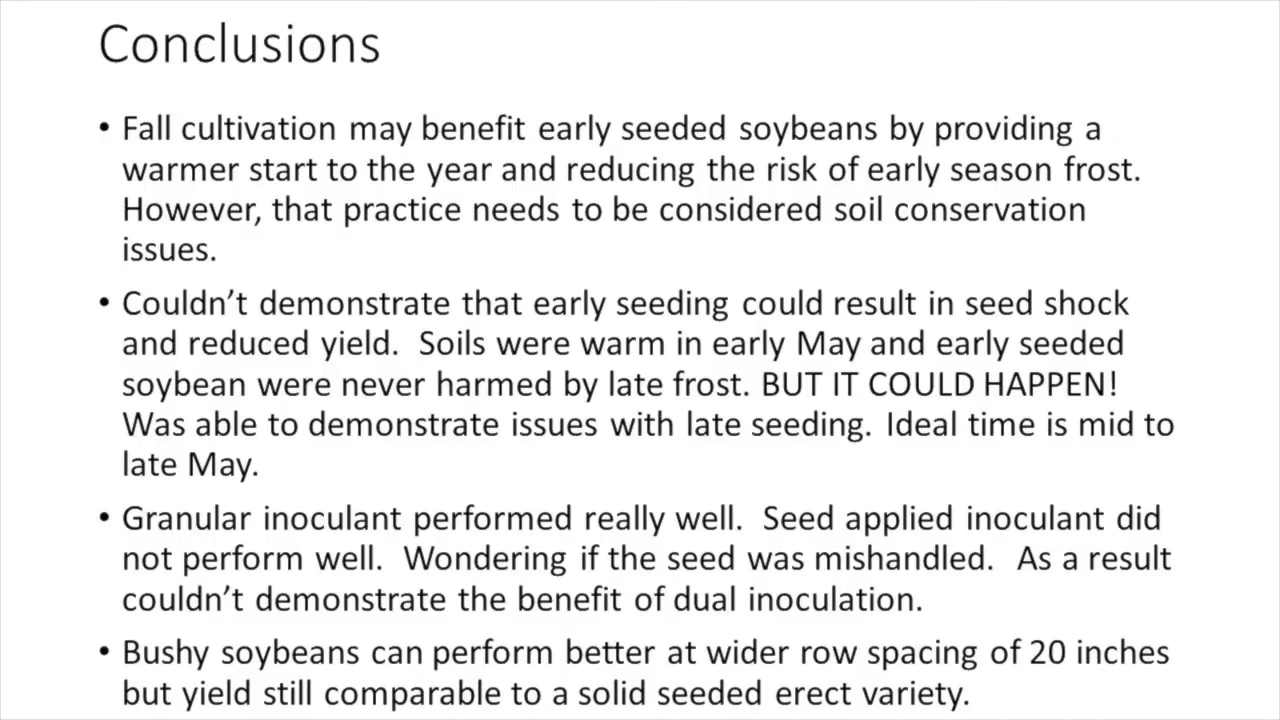 Conclusions
• Fall cultivation may benefit early seeded soybeans by providing a
warmer start to the year and reducing the risk of early season frost.
However, that practice needs to be considered soil conservation
issues.
• Couldn’t demonstrate that early seeding could result in seed shock
and reduced yield.  Soils were warm in early May and early seeded
soybean were never harmed by late frost. BUT IT COULD HAPPEN!
Was able to demonstrate issues with late seeding.  Ideal time is mid to
late May.
• Granular inoculant performed really well.  Seed applied inoculant did
not perform well.  Wondering if the seed was mishandled.  As a result
couldn’t demonstrate the benefit of dual inoculation.
• Bushy soybeans can perform better at wider row spacing of 20 inches
but yield still comparable to a solid seeded erect variety.